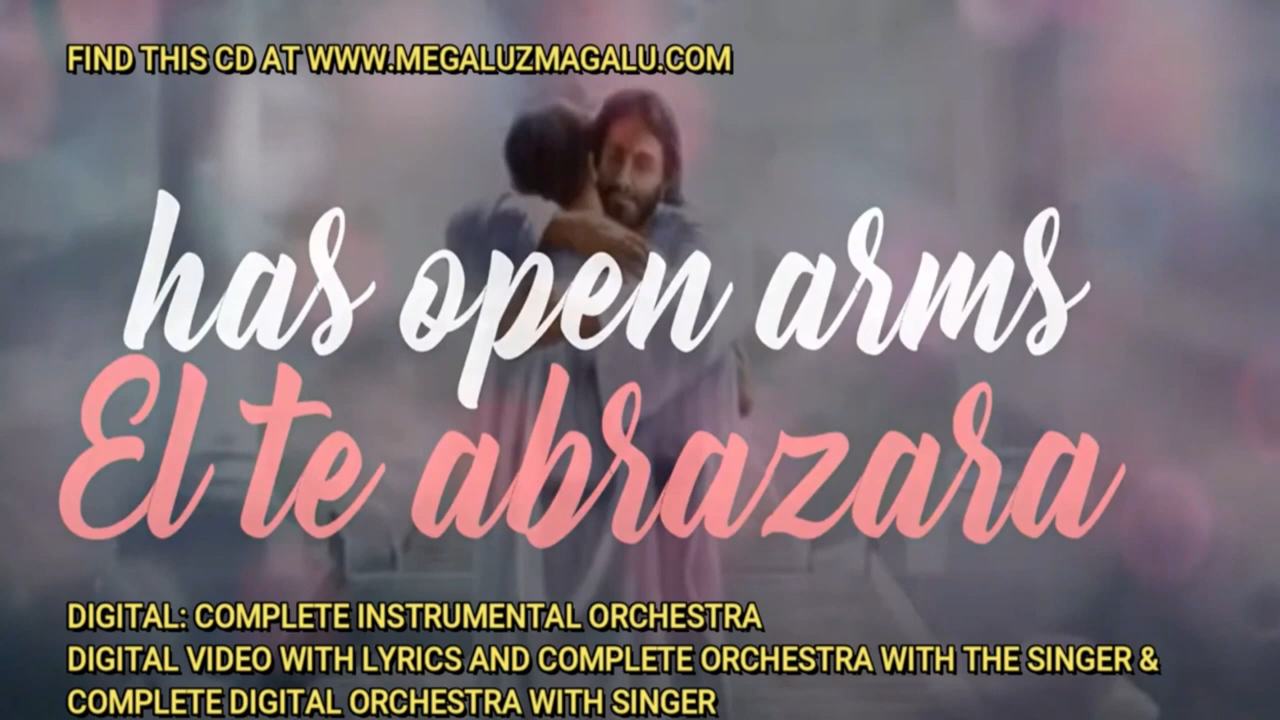 FIND THIS CD AT WWW.MEGALUZMAGALU.COM
has open arms
El te abrazara
DIGITAL: COMPLETE INSTRUMENTAL ORCHESTRA
DIGITAL VIDEO WITH LYRICS AND COMPLETE ORCHESTRA WITH THE SINGER &
COMPLETE DIGITAL ORCHESTRA WITH SINGER